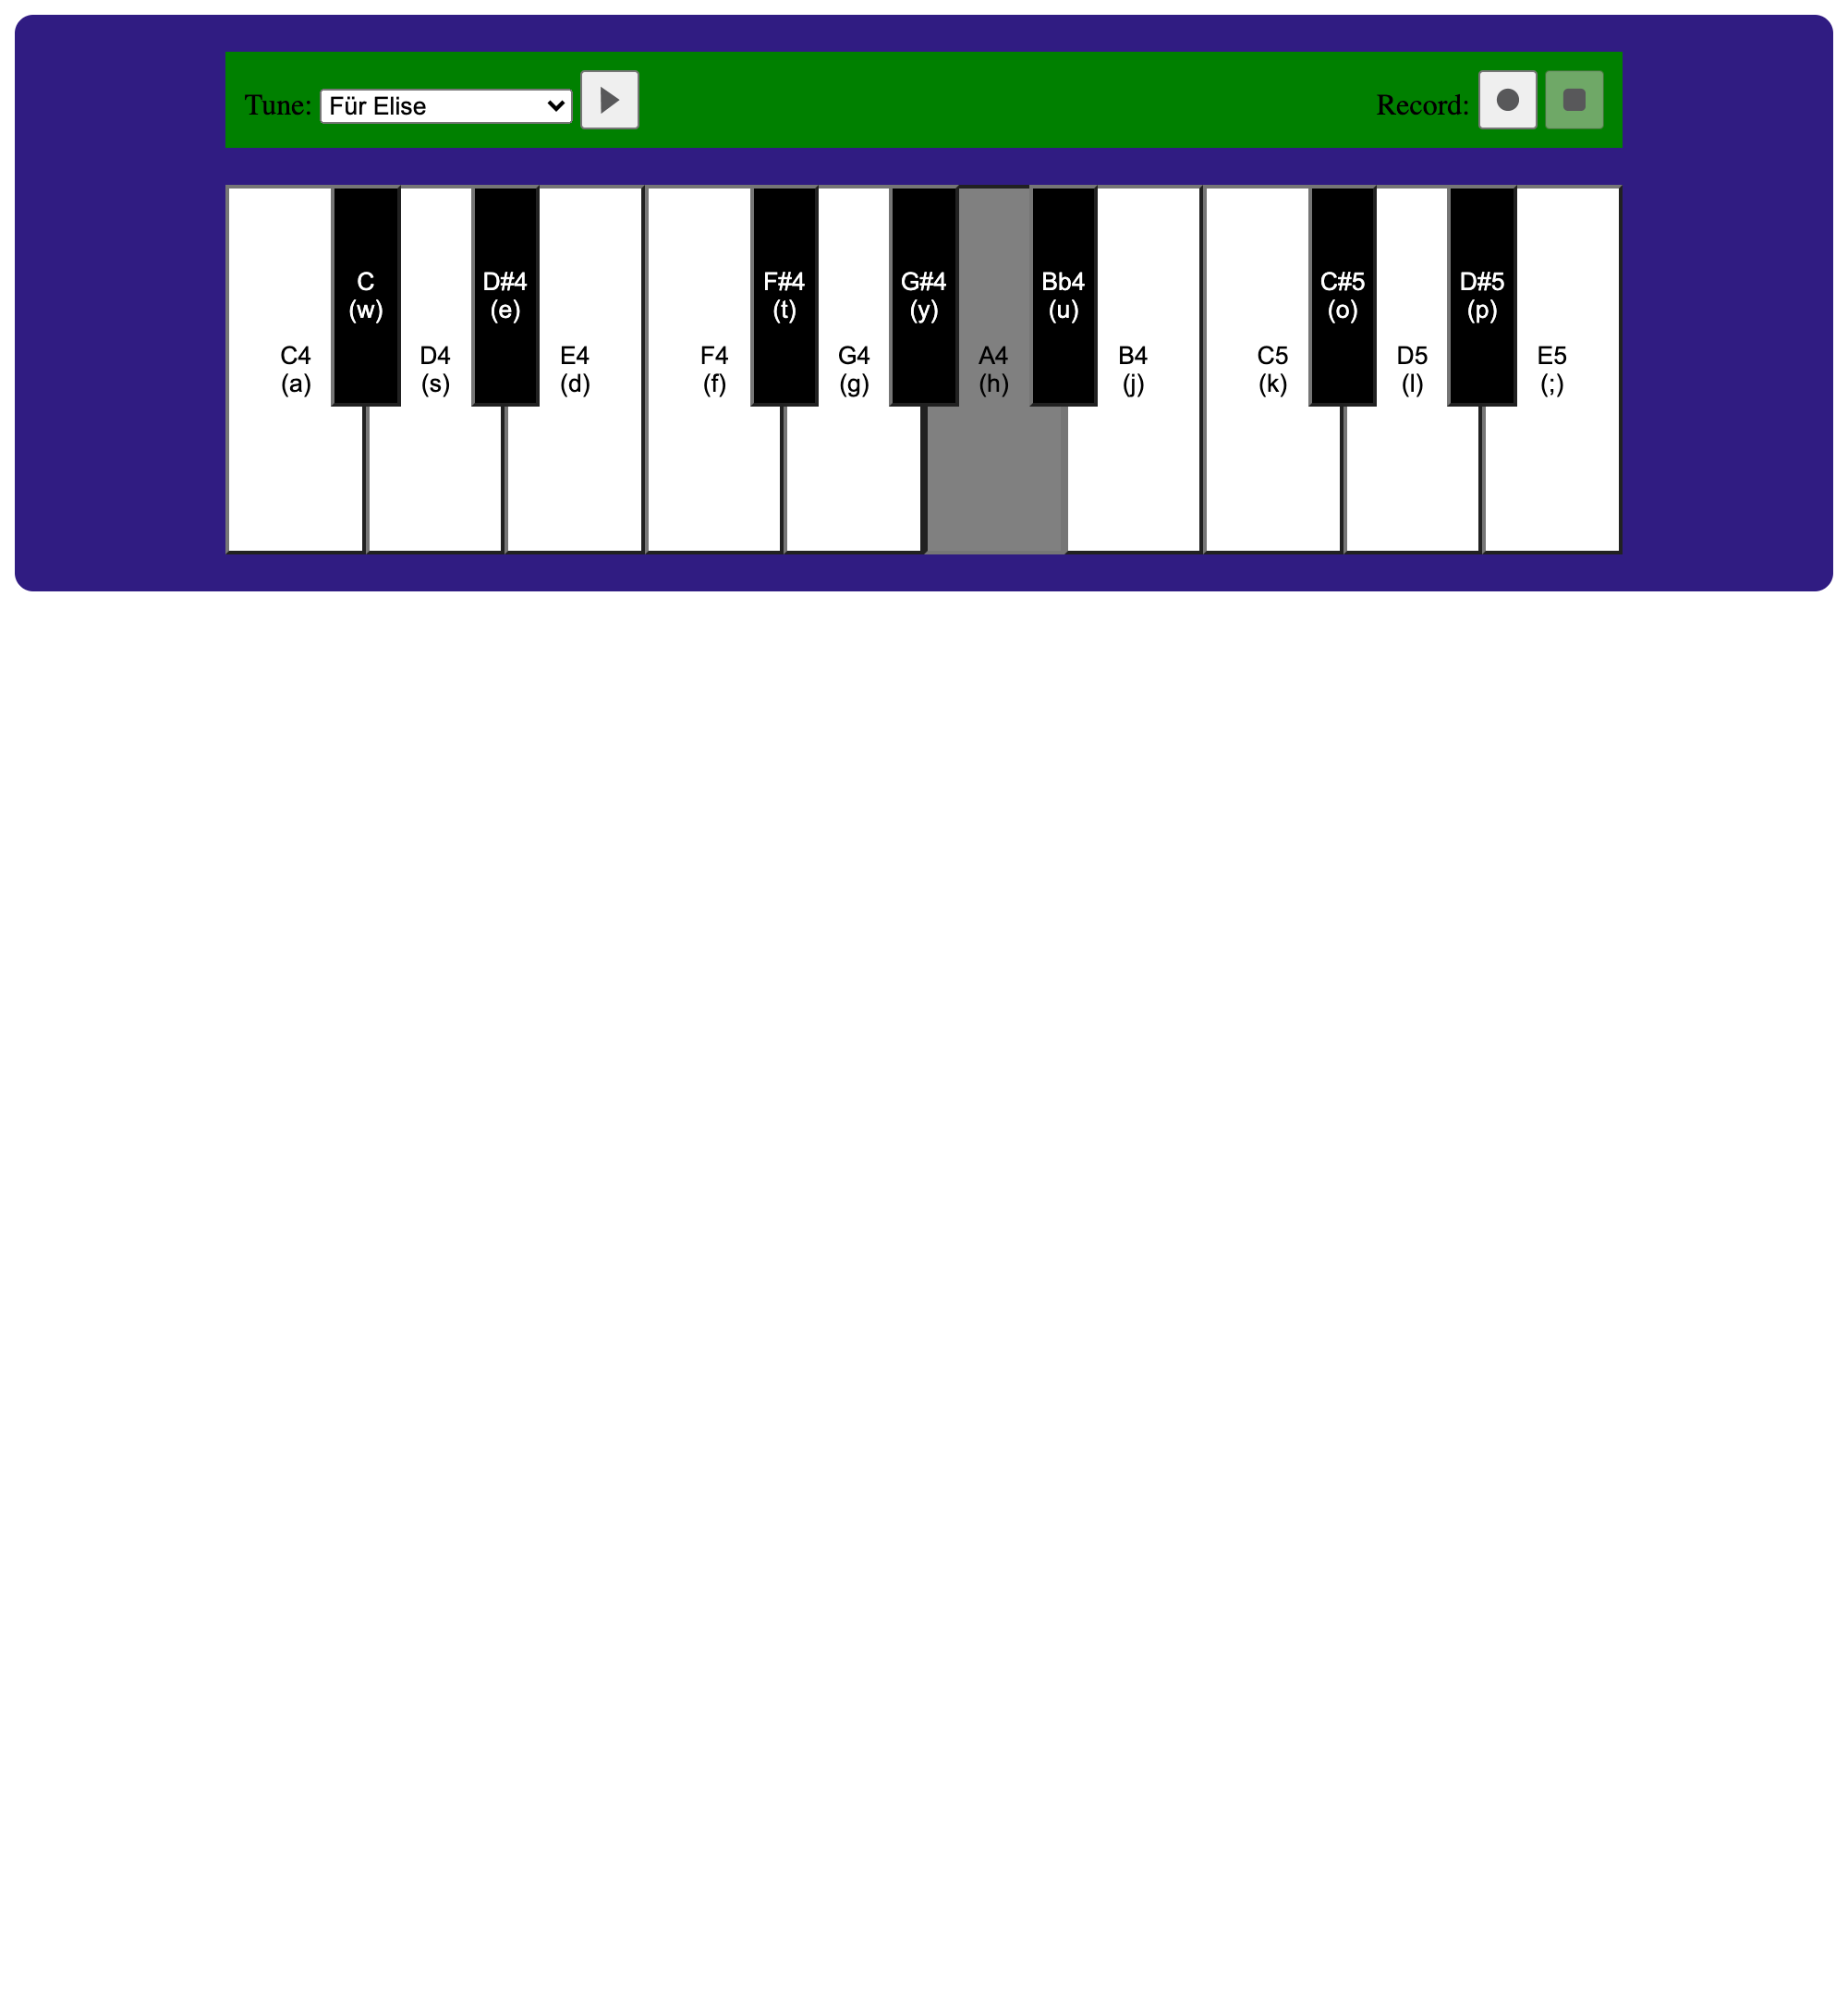 Tune: Für Elise
Record:
C
(w)
D#4
(e)
F#4
(t)
G#4
(y)
Bb4
(u)
C#5
(o)
D#5
(p)
C4
(a)
D4
(s)
E4
(d)
F4
(f)
G4
(g)
A4
(h)
B4
(j)
C5
(k)
D5
(l)
E5
(;)